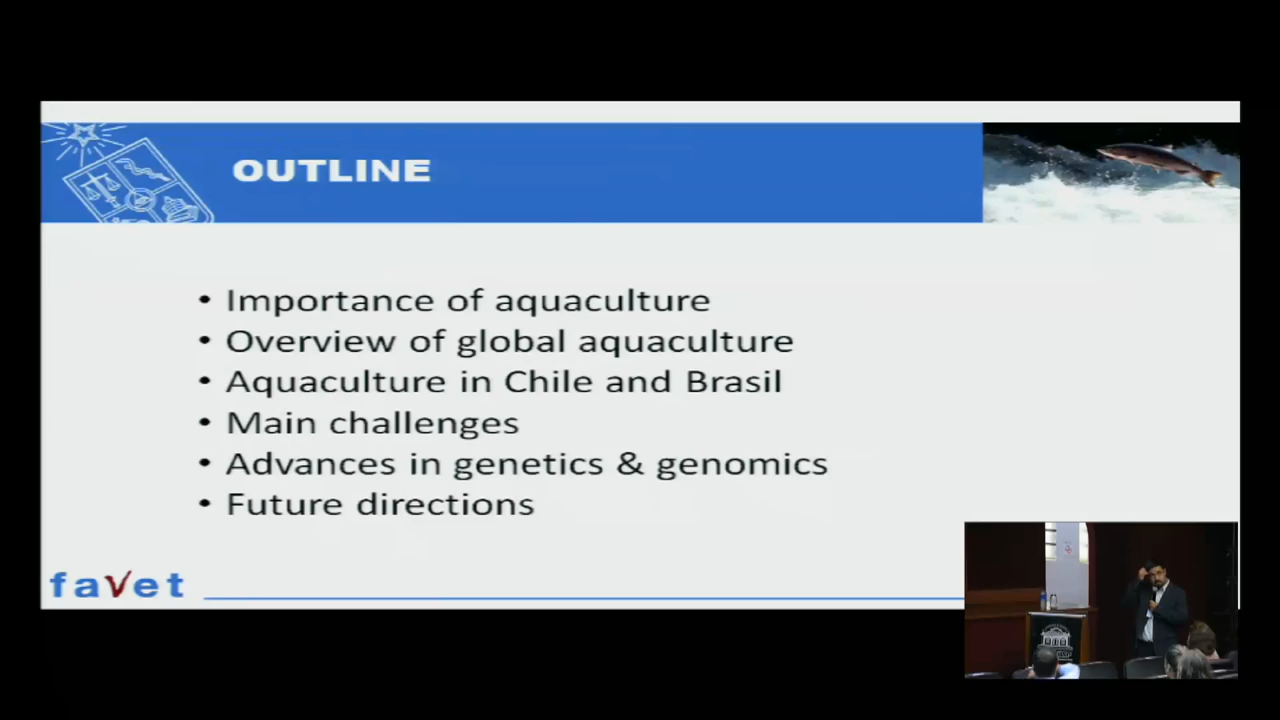 OUTLINE
• Importance of aquaculture
• Overview of global aquaculture
• Aquaculture in Chile and Brasil
• Main challenges
• Advances in genetics & genomics
• Future directions
favet